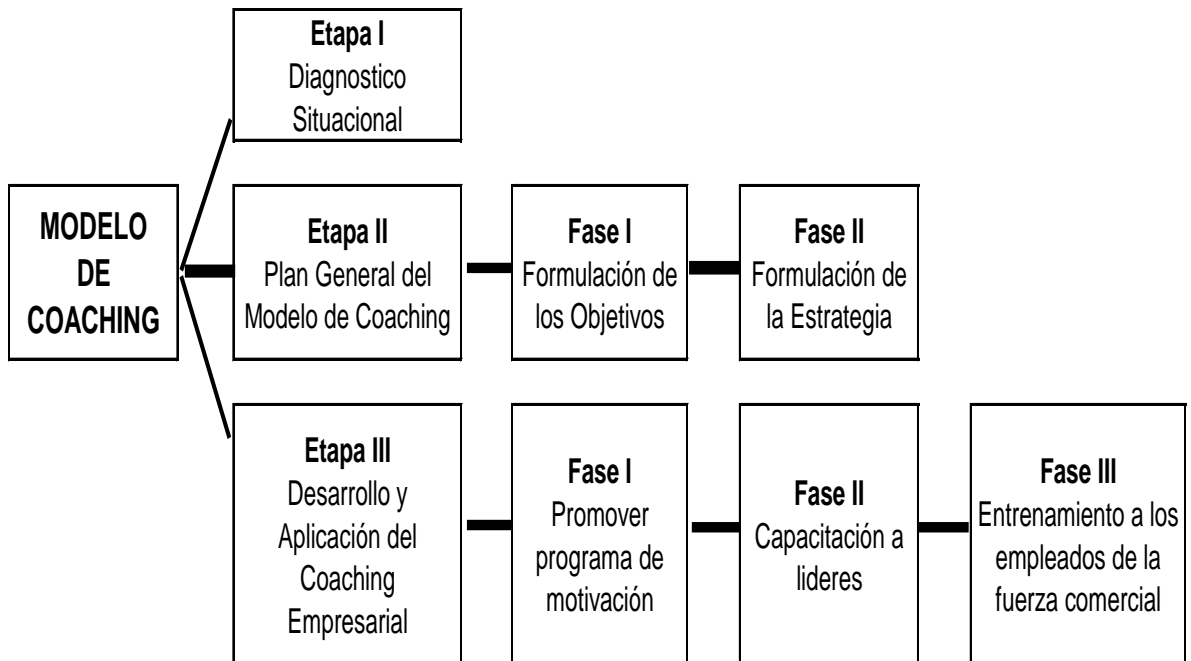 Etapa I
Diagnostico
Situacional
MODELO
DE
COACHING
Etapa II
Plan General del
Modelo de Coaching
Fase I
Formulación de
los Objetivos
Fase II
Formulación de
la Estrategia
Etapa III
Desarrollo y
Aplicación del
Coaching
Empresarial
Fase I
Promover
programa de
motivación
Fase II
Capacitación a
lideres
Fase III
Entrenamiento a los
empleados de la
fuerza comercial